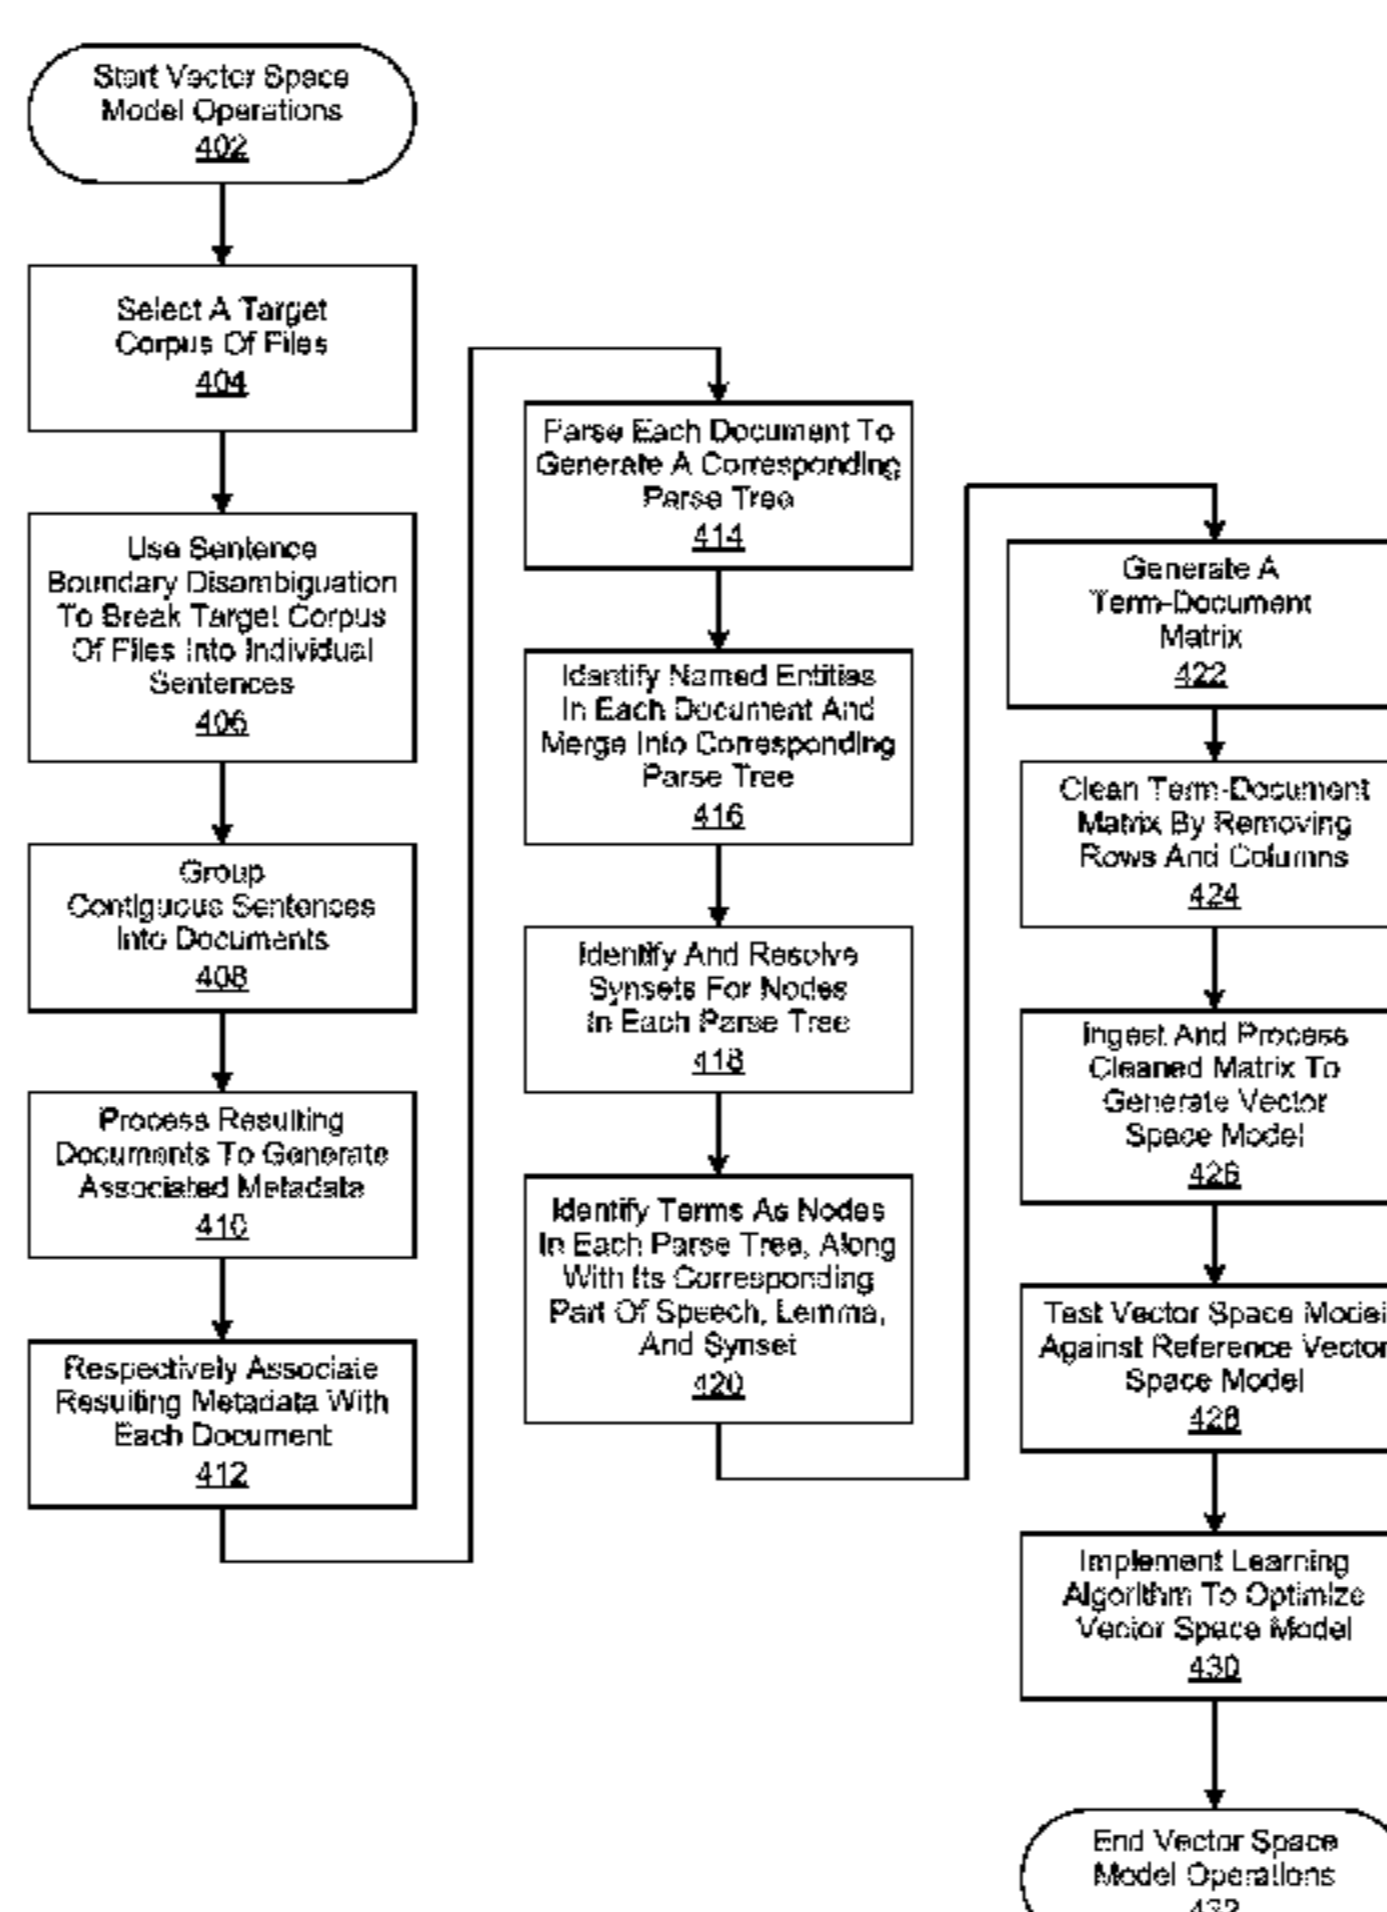 Start Vector Space
Model Operations
402
Select A Target
Corpus Of Files
404
Use Sentence
Boundary Disambiguation
To Break Target Corpus
Of Files Into Individual
Sentences
406
Group
Contiguous Sentences
Into Documents
408
Process Resulting
Documents To Generate
Associated Metadata
410
Respectively Associate
Resulting Metadata With
Each Document
412
Parse Each Document To
Generate A Corresponding
Parse Tree
414
Identify Named Entities
In Each Document And
Merge Into Corresponding
Parse Tree
416
Identify And Resolve
Synsets For Nodes
In Each Parse Tree
418
Identify Terms As Nodes
In Each Parse Tree, Along
With Its Corresponding
Part Of Speech, Lemma,
And Synset
420
Generate A
Term-Document
Matrix
422
Clean Term-Document
Matrix By Removing
Rows And Columns
424
Ingest And Process
Cleaned Matrix To
Generate Vector
Space Model
426
Test Vector Space Model
Against Reference Vector
Space Model
428
Implement Learning
Algorithm To Optimize
Vector Space Model
430
End Vector Space
Model Operations
432